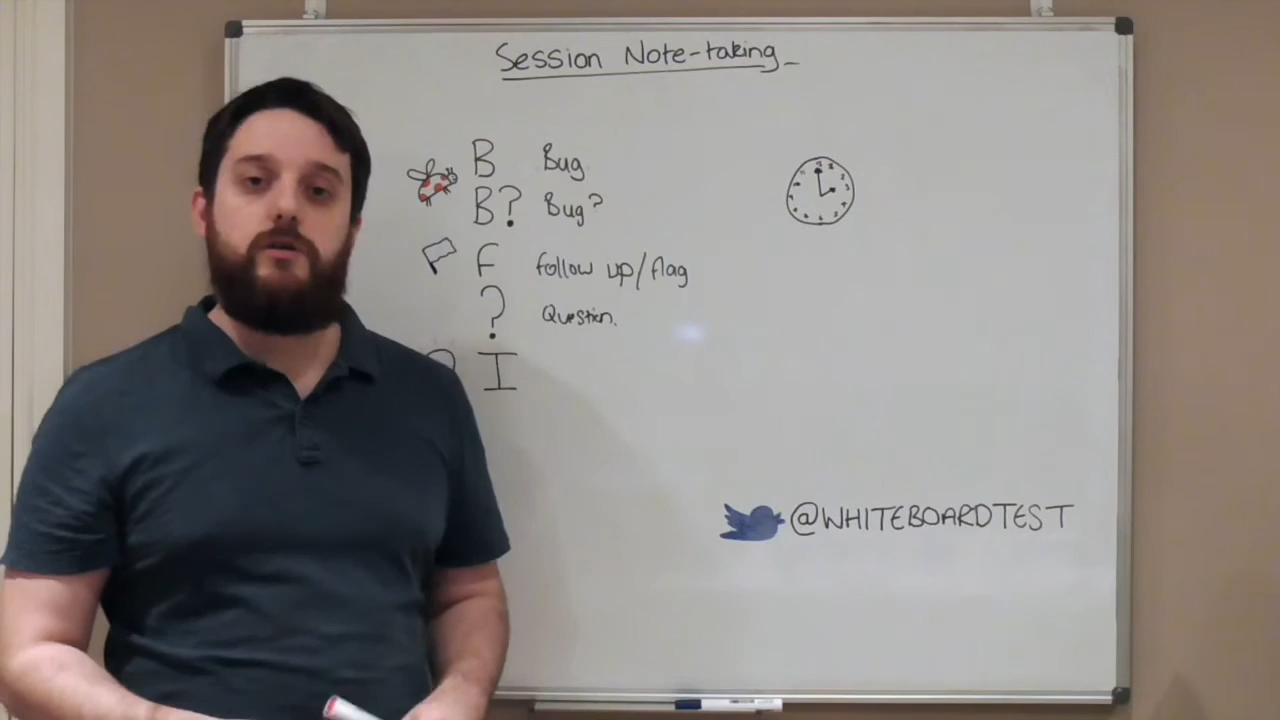 Session Note-taking
B Bug
B? Bug?
F follow up/flag
? Question.
I
@WHITEBOARDTEST